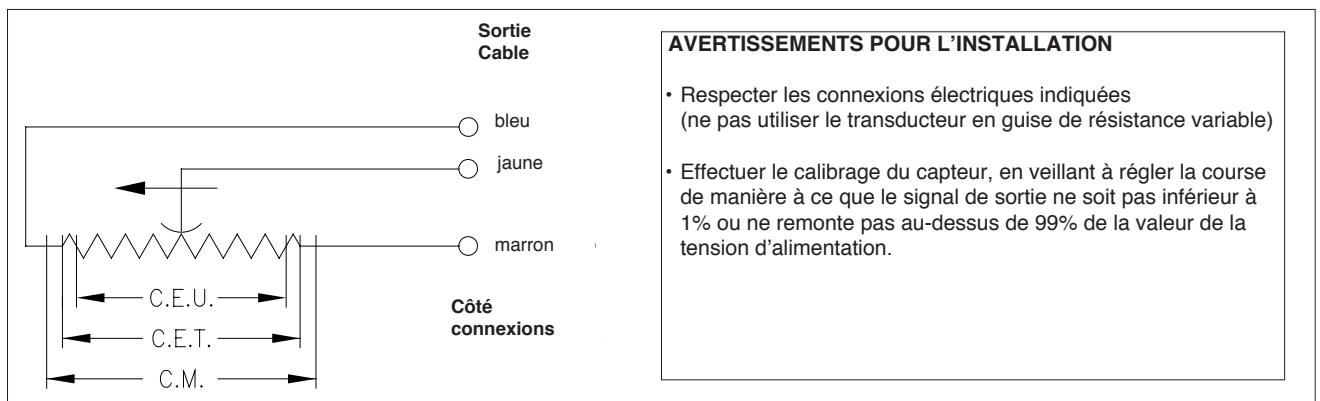 Sortie
Cable
bleu
jaune
marron
C.E.U.
C.E.T.
C.M.
Côté
connexions
AVERTISSEMENTS POUR L'INSTALLATION
• Respecter les connexions électriques indiquées
(ne pas utiliser le transducteur en guise de résistance variable)
• Effectuer le calibrage du capteur, en veillant à régler la course
de manière à ce que le signal de sortie ne soit pas inférieur à
1% ou ne remonte pas au-dessus de 99% de la valeur de la
tension d'alimentation.